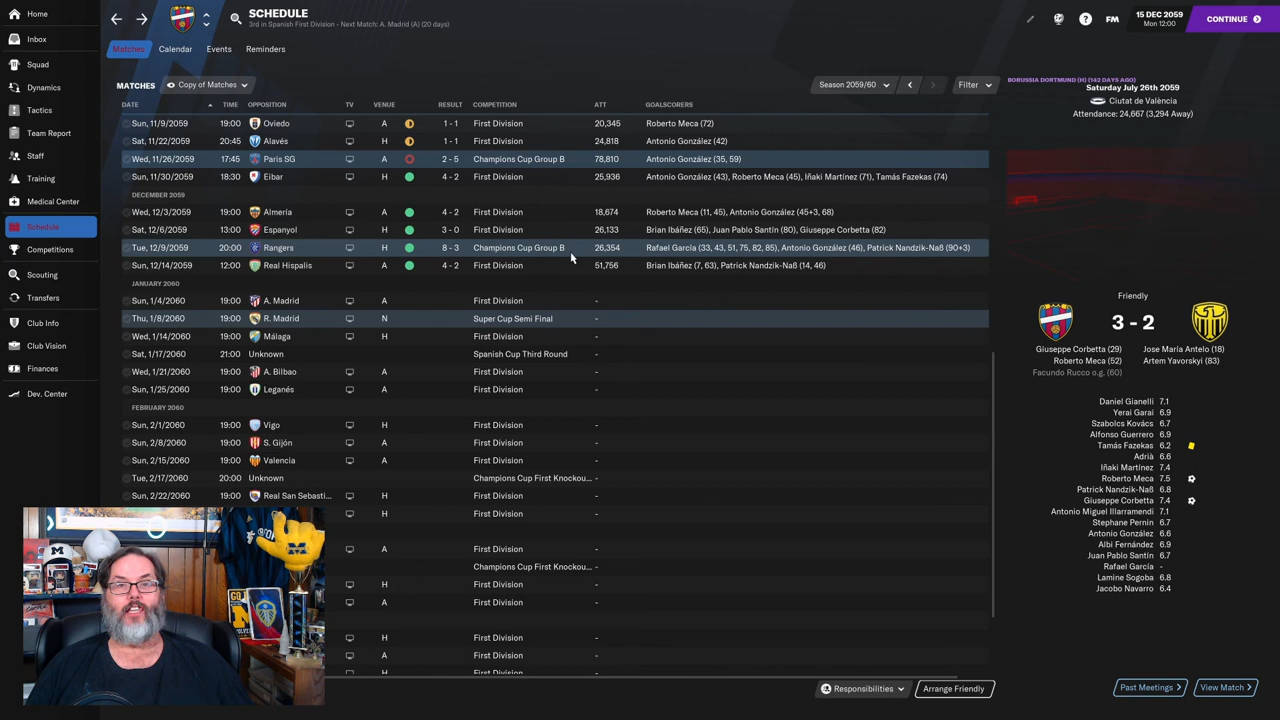 Home
Inbox
Squad
Dynamics
Tactics
Team Report
Staff
Training
Medical Center
Schedule
Competitions
Scouting
Transfers
Club Info
Club Vision
Finances
Dev. Center
SCHEDULE
3rd in Spanish First Division - Next Match: A. Madrid (A) (20 days)
FM
15 DEC 2059
Mon 12:00
CONTINUE
Matches Calendar Events Reminders
MATCHES Copy of Matches Season 2059/60 Filter
DATE TIME OPPOSITION TV VENUE RESULT COMPETITION ATT GOALSCORERS
Sun, 11/9/2059 19:00 Oviedo A 1 - 1 First Division 20,345 Roberto Meca (72)
Sat, 11/22/2059 20:45 Alavés H 1 - 1 First Division 24,818 Antonio González (42)
Wed, 11/26/2059 17:45 Paris SG A 2 - 5 Champions Cup Group B 78,810 Antonio González (35, 59)
Sun, 11/30/2059 18:30 Eibar H 4 - 2 First Division 25,936 Antonio González (43), Roberto Meca (45), Iñaki Martínez (71), Tamás Fazekas (74)
DECEMBER 2059
Wed, 12/3/2059 19:00 Almería A 4 - 2 First Division 18,674 Roberto Meca (11, 45), Antonio González (45+3, 68)
Sat, 12/6/2059 13:00 Espanyol H 3 - 0 First Division 26,133 Brian Ibáñez (65), Juan Pablo Santín (80), Giuseppe Corbetta (82)
Tue, 12/9/2059 20:00 Rangers H 8 - 3 Champions Cup Group B 26,354 Rafael García (33, 43, 51, 75, 82, 85), Antonio González (46), Patrick Nandzik-Naß (90+3)
Sun, 12/14/2059 12:00 Real Hispalis A 4 - 2 First Division 51,756 Brian Ibáñez (7, 63), Patrick Nandzik-Naß (14, 46)
JANUARY 2060
Sun, 1/4/2060 19:00 A. Madrid A First Division -
Thu, 1/8/2060 19:00 R. Madrid N Super Cup Semi Final -
Wed, 1/14/2060 19:00 Málaga H First Division -
Sat, 1/17/2060 21:00 Unknown Spanish Cup Third Round -
Wed, 1/21/2060 19:00 A. Bilbao A First Division -
Sun, 1/25/2060 19:00 Leganés A First Division -
FEBRUARY 2060
Sun, 2/1/2060 19:00 Vigo H First Division -
Sun, 2/8/2060 19:00 S. Gijón A First Division -
Sun, 2/15/2060 19:00 Valencia A First Division -
Tue, 2/17/2060 20:00 Unknown Champions Cup First Knockou... -
Sun, 2/22/2060 19:00 Real San Sebasti... H First Division -
H First Division -
A First Division -
Champions Cup First Knockou... -
H First Division -
A First Division -
H First Division -
A First Division -
H First Division -
Responsibilities Arrange Friendly
BORUSSIA DORTMUND (H) (142 DAYS AGO)
Saturday July 26th 2059
Ciutat de València
Attendance: 24,667 (3,294 Away)
Friendly
3 - 2
Giuseppe Corbetta (29) Jose María Antelo (18)
Roberto Meca (52) Artem Yavorskyi (83)
Facundo Rucco o.g. (60)
Daniel Gianelli 7.1
Yerai Garai 6.9
Szabolcs Kovács 6.7
Alfonso Guerrero 6.9
Tamás Fazekas 6.2
Adrià 6.6
Iñaki Martínez 7.4
Roberto Meca 7.5
Patrick Nandzik-Naß 6.8
Giuseppe Corbetta 7.4
Antonio Miguel Illarramendi 7.1
Stephane Pernin 6.7
Antonio González 6.6
Albi Fernández 6.9
Juan Pablo Santín 6.7
Rafael García -
Lamine Sogoba 6.8
Jacobo Navarro 6.4
Past Meetings View Match
M
GO